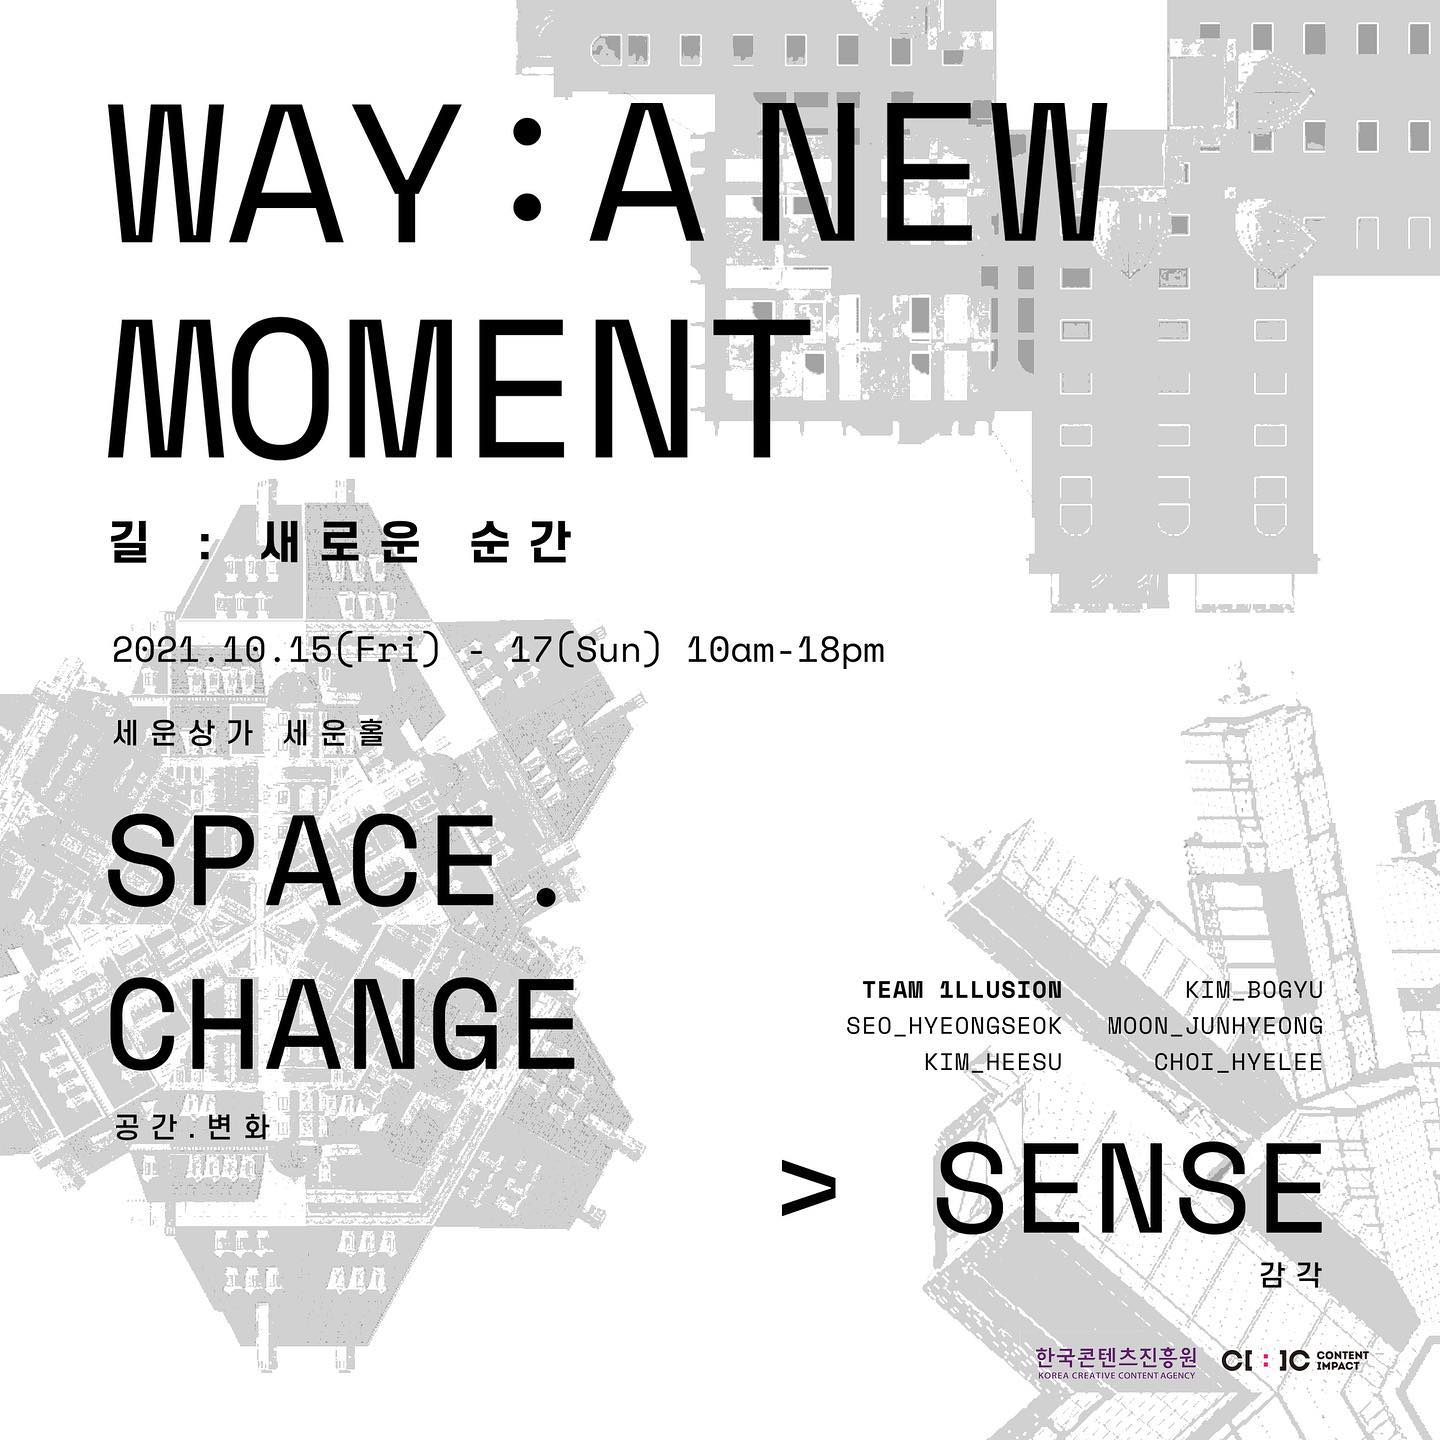 WAY:A NEW
MOMENT
길 : 새로운 순간
2021.10.15(Fri) - 17(Sun) 10am-18pm
세운상가 세운홀
SPACE.
CHANGE
공간.변화
TEAM 1LLUSION
SEO_HYEONGSEOK
KIM_HEESU
KIM_BOGYU
MOON_JUNHYEONG
CHOI_HYELEE
> SENSE
감각
한국콘텐츠진흥원
KOREA CREATIVE CONTENT AGENCY
CONTENT
IMPACT